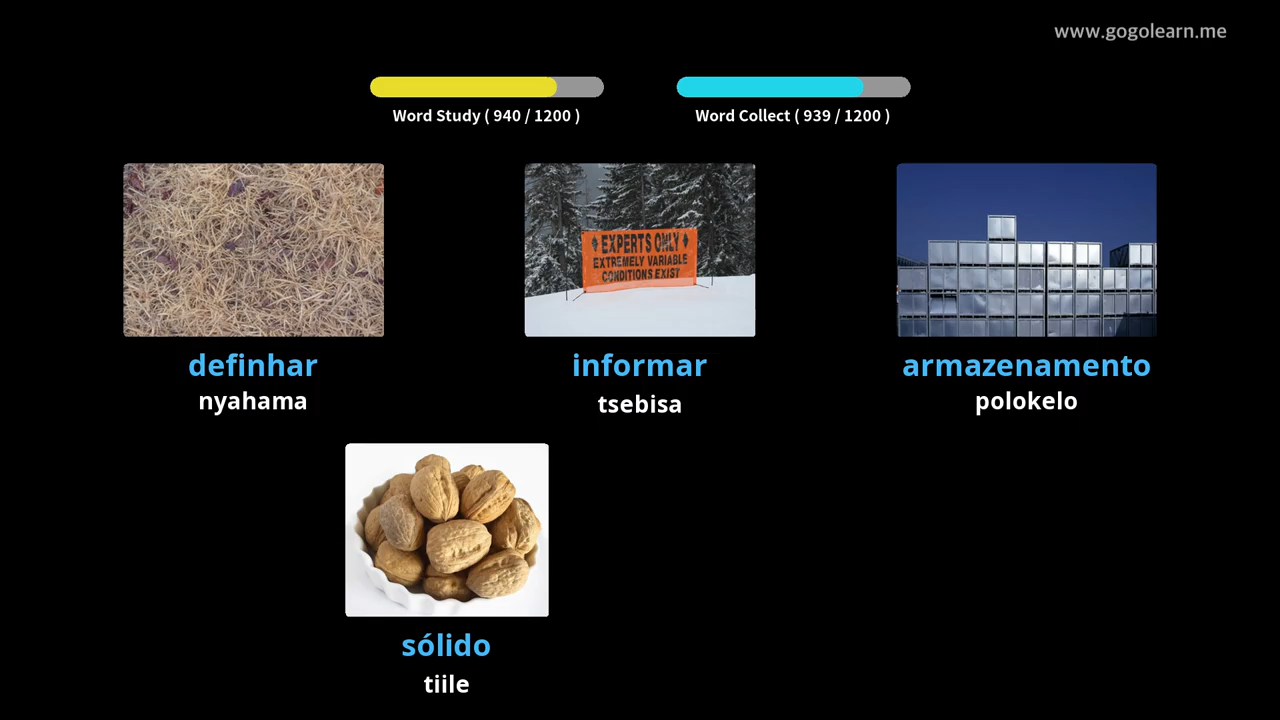 www.gogolearn.me
Word Study ( 940 / 1200 )
Word Collect ( 939 / 1200 )
EXPERTS ONLY
EXTREMELY VARIABLE
CONDITIONS EXIST
definhar
nyahama
informar
tsebisa
armazenamento
polokelo
sólido
tiile